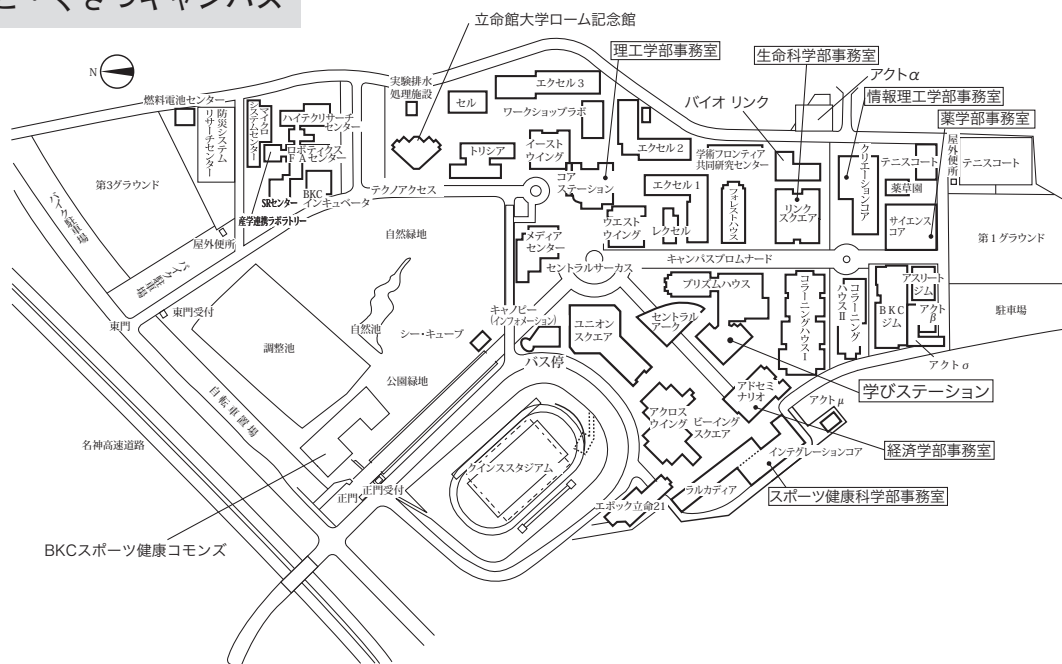 くさつキャンパス
立命館大学ローム記念館
理工学部事務室
生命科学部事務室
アクトα
情報理工学部事務室
薬学部事務室
バイオ リンク
N
実験排水
処理施設
セル
エクセル3
ワークショップラボ
燃料電池センター
防災システム
リサーチセンター
マイクロ
システムセンター
ハイテクリサーチ
センター
ロボティクス
FAセンター
SRセンター
BKC
インキュベータ
産学連携ラボラトリー
トリシア
イースト
ウイング
コア
ステーション
エクセル2
学術フロンティア
共同研究センター
エクセル1
フォレストハウス
リンク
スクエア
クリエーションコア
テニスコート
屋外便所
テニスコート
薬草園
サイエンス
コア
第3グラウンド
バイク駐車場
屋外便所
バイク駐車場
テクノアクセス
自然緑地
メディア
センター
ウエスト
ウイング
レクセル
キャンパスプロムナード
第1グラウンド
セントラルサーカス
プリズムハウス
コラーニングハウスⅠ
コラーニング
ハウスⅡ
BKC
ジム
アスリート
ジム
アクト
β
駐車場
東門
東門受付
調整池
自然池
シー・キューブ
キャノピー
(インフォメーション)
バス停
ユニオン
スクエア
セントラル
アーク
アクトσ
公園緑地
自転車置場
名神高速道路
学びステーション
アドセミ
ナリオ
アクトμ
アクロス
ウイング
ビーイング
スクエア
インテグレーションコア
経済学部事務室
クインススタジアム
正門
正門受付
ラルカディア
エポック立命21
スポーツ健康科学部事務室
BKCスポーツ健康コモンズ